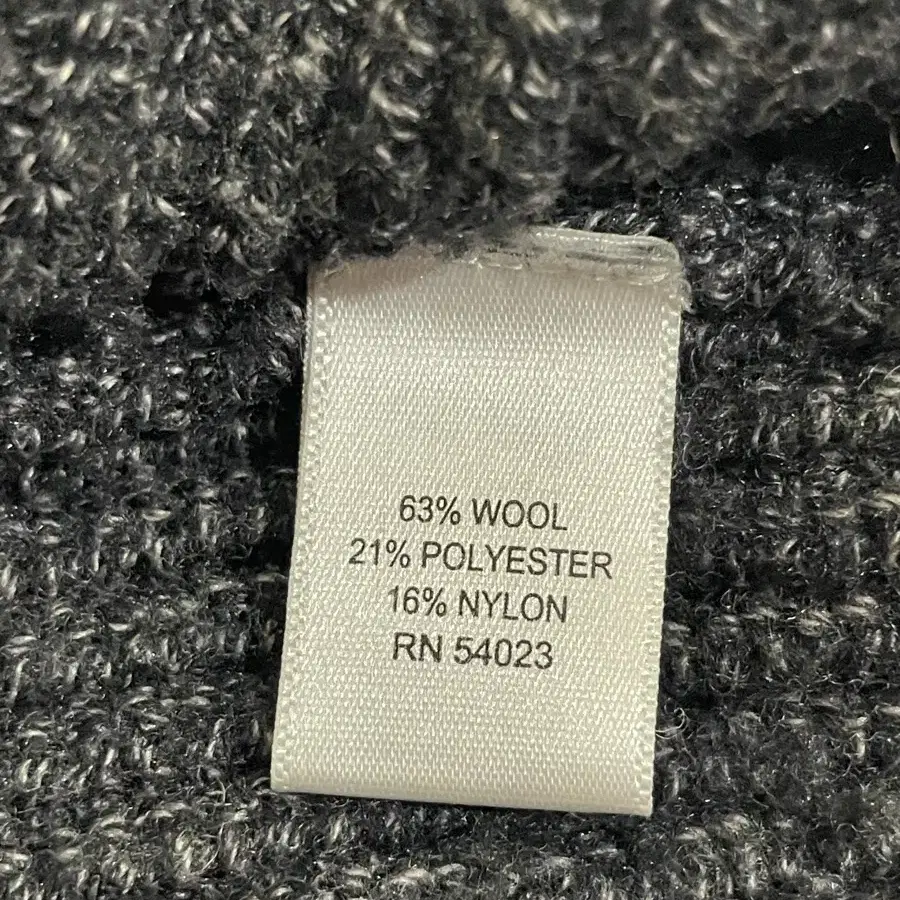 63% WOOL
21% POLYESTER
16% NYLON
RN 54023